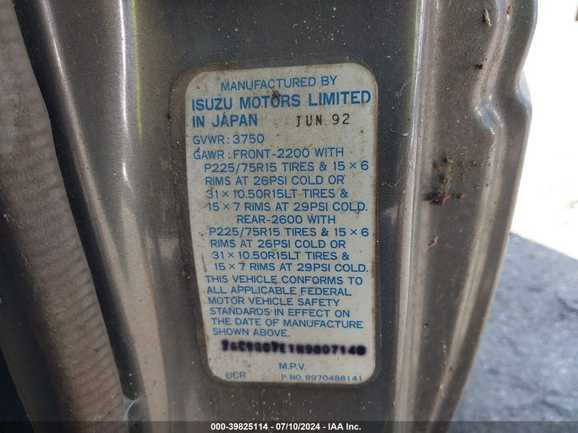 MANUFACTURED BY
ISUZU MOTORS LIMITED
IN JAPAN JUN 92
GVWR: 3750
GAWR: FRONT-2200 WITH
P225/75R15 TIRES & 15 × 6
RIMS AT 26PSI COLD OR
31 × 10.50R15LT TIRES &
15 × 7 RIMS AT 29PSI COLD.
REAR-2600 WITH
P225/75R15 TIRES & 15 × 6
RIMS AT 26PSI COLD OR
31 × 10.50R15LT TIRES &
15 × 7 RIMS AT 29PSI COLD.
THIS VEHICLE CONFORMS TO
ALL APPLICABLE FEDERAL
MOTOR VEHICLE SAFETY
STANDARDS IN EFFECT ON
THE DATE OF MANUFACTURE
SHOWN ABOVE.
M.P.V.
UCR P.NO. 8970488141
000-39825114 - 07/10/2024 - IAA Inc.